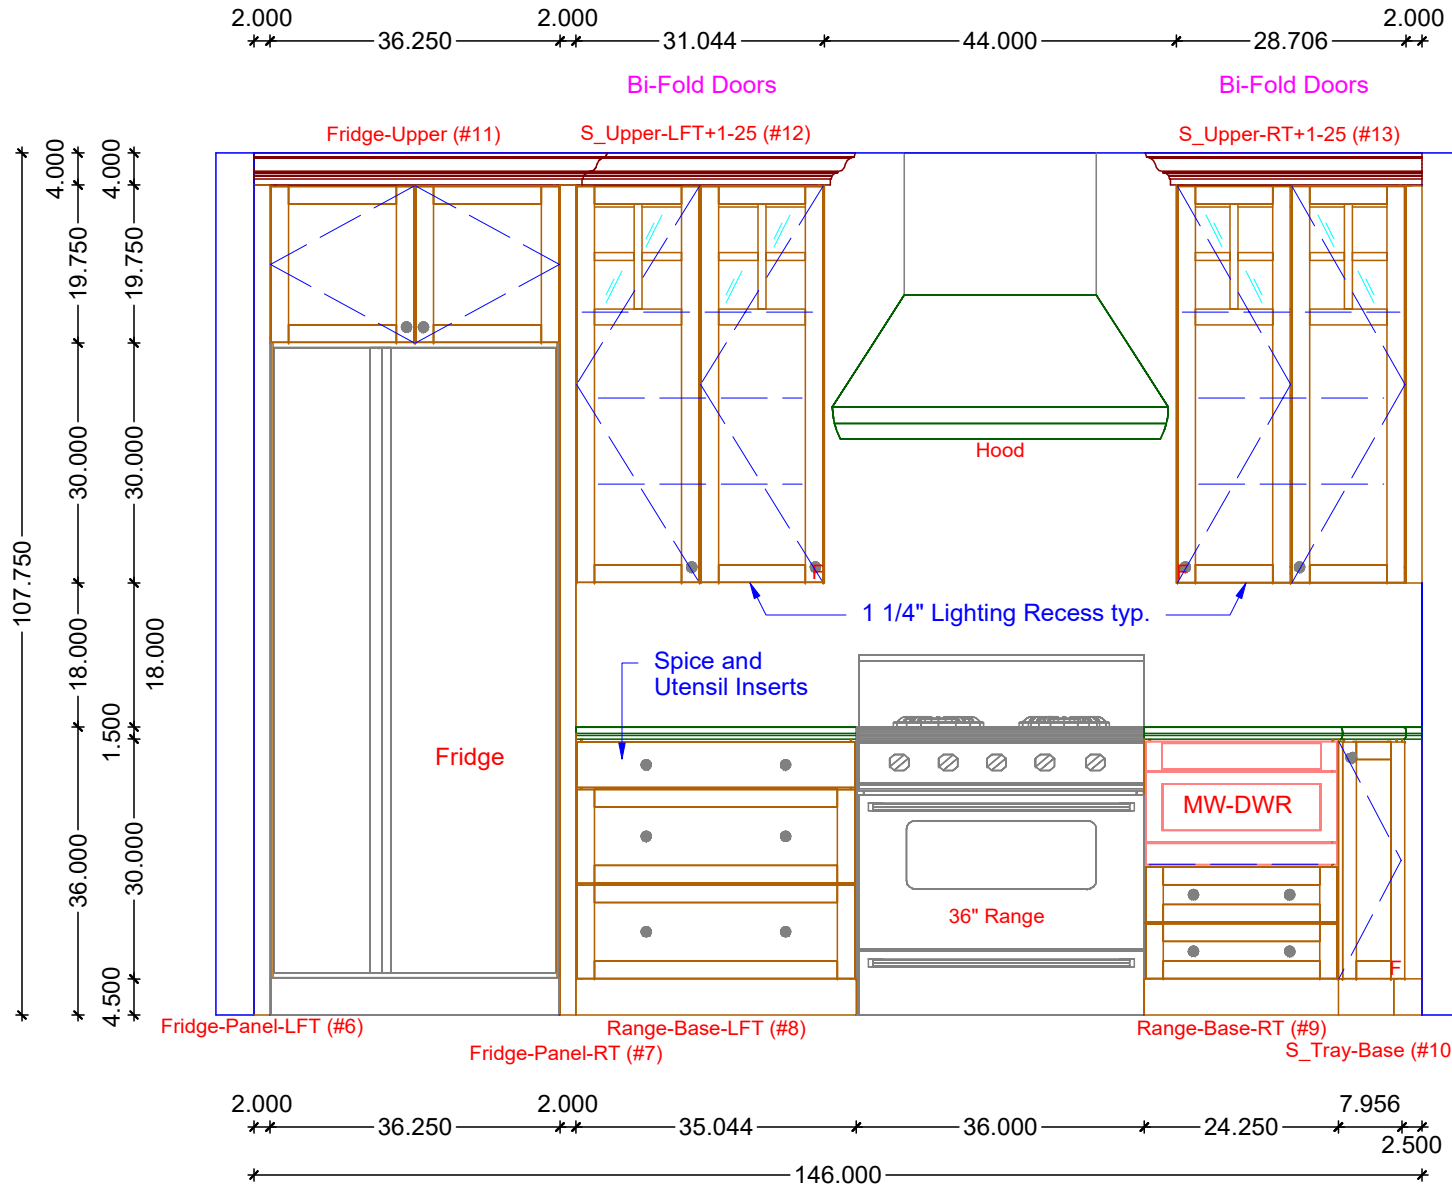 2.000 2.000 2.000
36.250 31.044 44.000 28.706
Bi-Fold Doors Bi-Fold Doors
Fridge-Upper (#11) S_Upper-LFT+1-25 (#12) S_Upper-RT+1-25 (#13)
4.000 4.000
19.750 19.750
30.000 30.000
107.750
18.000 18.000
1.500
36.000 30.000
4.500
Hood
F F
1 1/4" Lighting Recess typ.
Spice and
Utensil Inserts
Fridge
MW-DWR
36" Range
F
Fridge-Panel-LFT (#6) Range-Base-LFT (#8) Range-Base-RT (#9)
Fridge-Panel-RT (#7) S_Tray-Base (#10
2.000 2.000 7.956
36.250 35.044 36.000 24.250
2.500
146.000